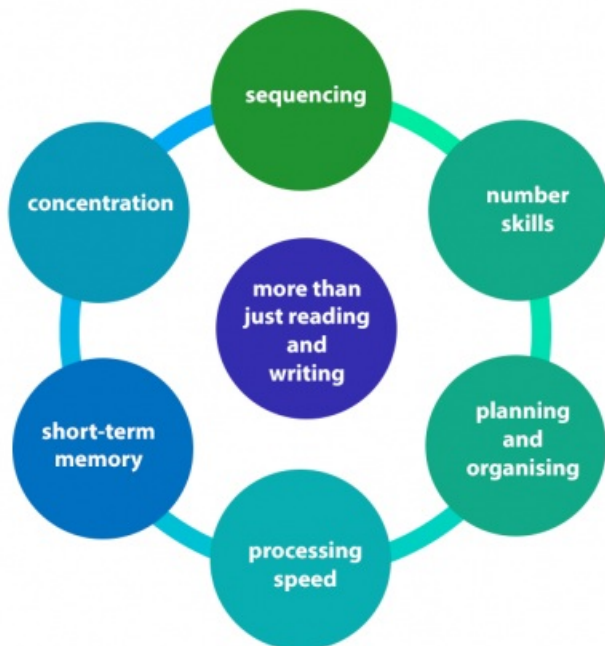 sequencing
number
skills
planning
and
organising
processing
speed
short-term
memory
concentration
more than
just reading
and
writing